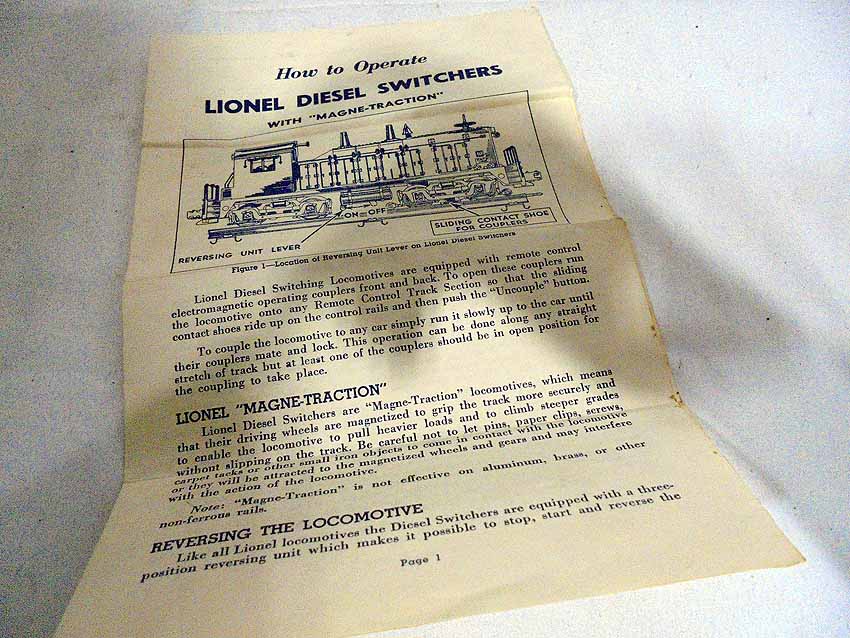 How to Operate
LIONEL DIESEL SWITCHERS
WITH "MAGNE-TRACTION"
ON—OFF
SLIDING CONTACT SHOE
FOR COUPLERS
REVERSING UNIT LEVER
Figure 1—Location of Reversing Unit Lever on Lionel Diesel Switchers
Lionel Diesel Switching Locomotives are equipped with remote control
electromagnetic operating couplers front and back. To open these couplers run
the locomotive onto any Remote Control Track Section so that the sliding
contact shoes ride up on the control rails and then push the "Uncouple" button.
To couple the locomotive to any car simply run it slowly up to the car until
their couplers mate and lock. This operation can be done along any straight
stretch of track but at least one of the couplers should be in open position for
the coupling to take place.
LIONEL "MAGNE-TRACTION"
Lionel Diesel Switchers are "Magne-Traction" locomotives, which means
that their driving wheels are magnetized to grip the track more securely and
to enable the locomotive to pull heavier loads and to climb steeper grades
without slipping on the track. Be careful not to let pins, paper clips, screws,
carpet tacks or other small iron objects to come in contact with the locomotive
or they will be attracted to the magnetized wheels and gears and may interfere
with the action of the locomotive.
Note: "Magne-Traction" is not effective on aluminum, brass, or other
non-ferrous rails.
REVERSING THE LOCOMOTIVE
Like all Lionel locomotives the Diesel Switchers are equipped with a three-
position reversing unit which makes it possible to stop, start and reverse the
Page 1